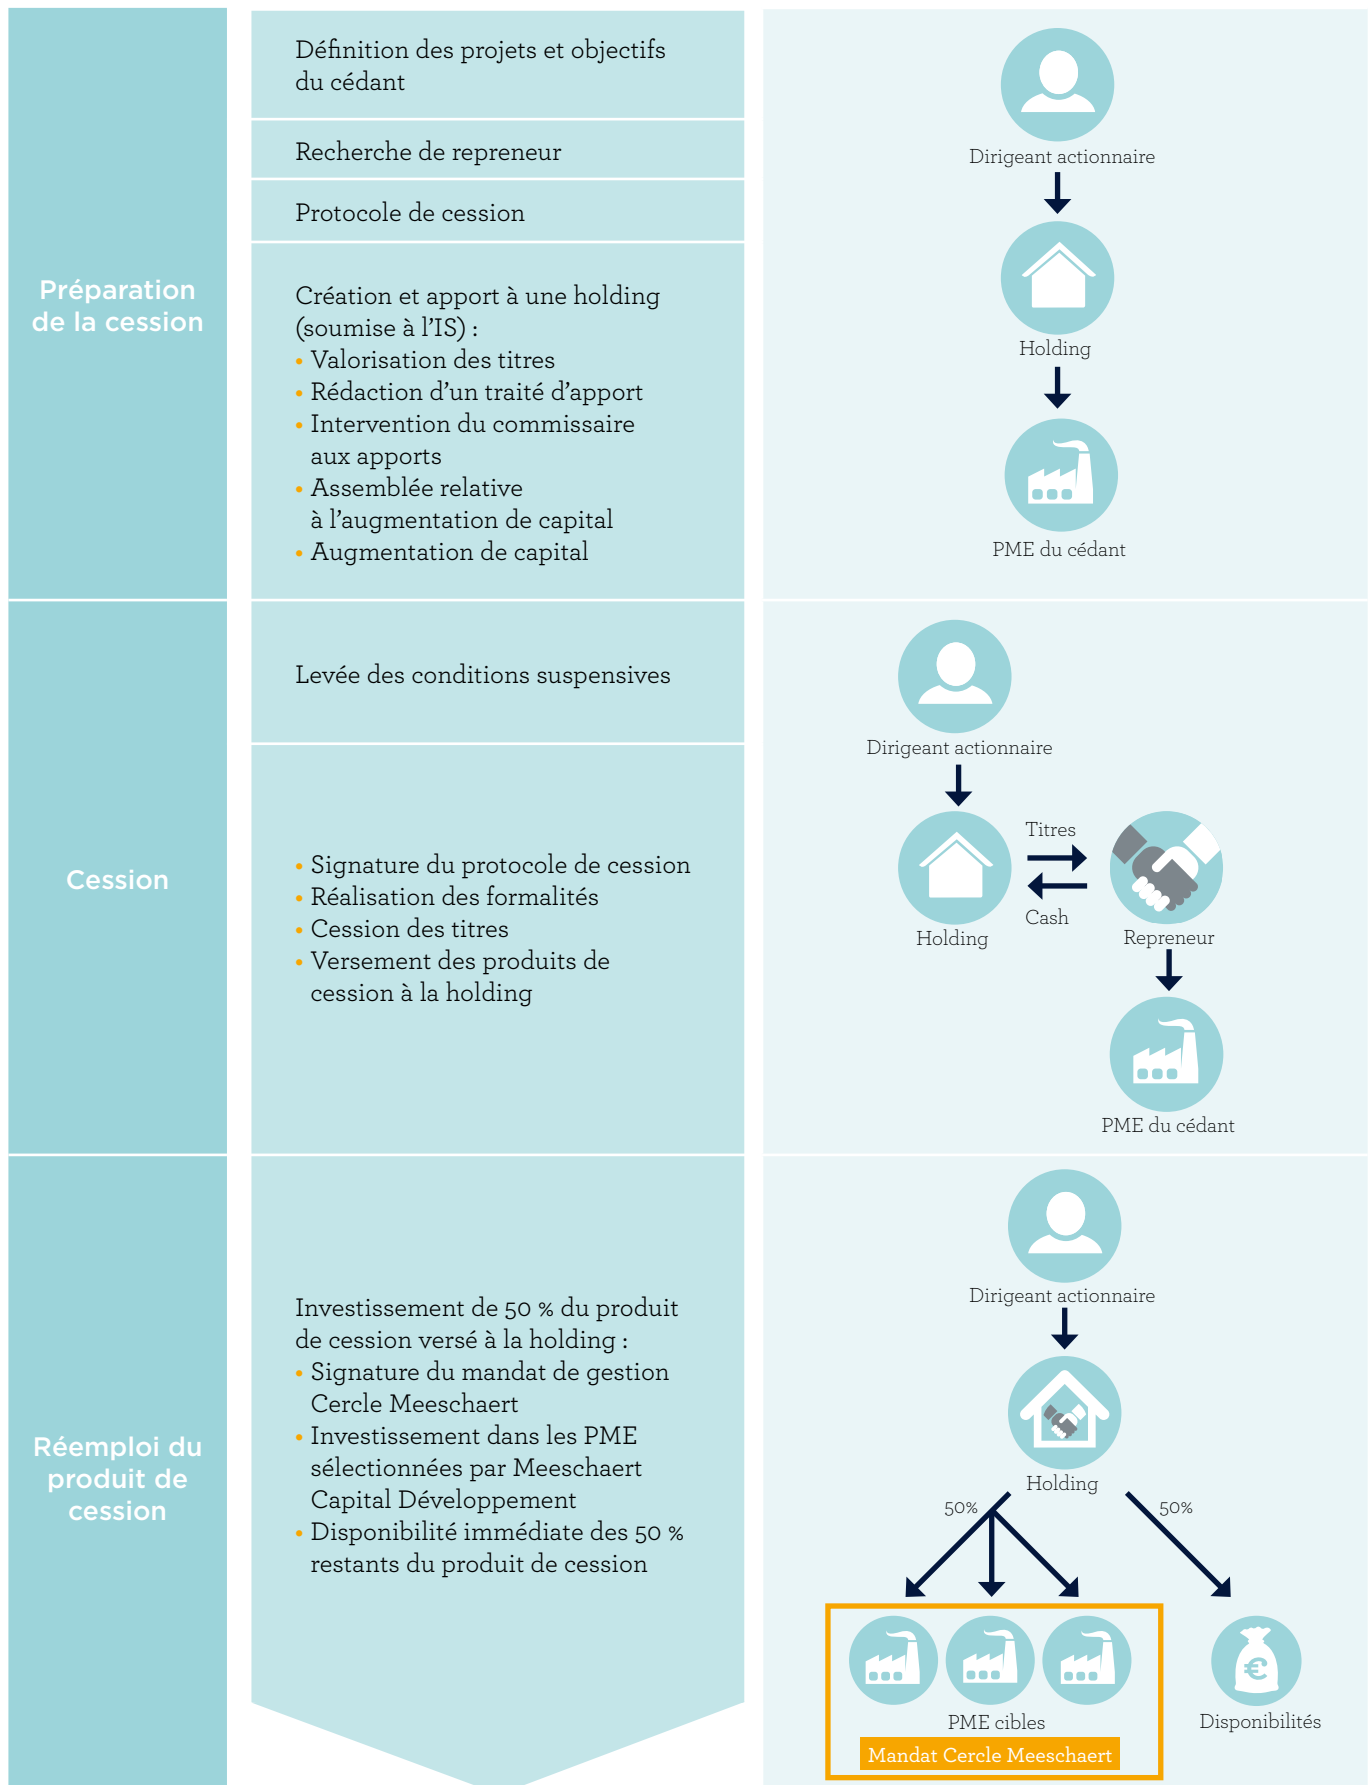 Préparation
de la cession
Définition des projets et objectifs
du cédant
Recherche de repreneur
Protocole de cession
Création et apport à une holding
(soumise à l’IS) :
• Valorisation des titres
• Rédaction d’un traité d’apport
• Intervention du commissaire
aux apports
• Assemblée relative
à l’augmentation de capital
• Augmentation de capital
Dirigeant actionnaire
Holding
PME du cédant
Cession
Levée des conditions suspensives
• Signature du protocole de cession
• Réalisation des formalités
• Cession des titres
• Versement des produits de
cession à la holding
Dirigeant actionnaire
Titres
Cash
Holding
Repreneur
PME du cédant
Réemploi du
produit de
cession
Investissement de 50 % du produit
de cession versé à la holding :
• Signature du mandat de gestion
Cercle Meeschaert
• Investissement dans les PME
sélectionnées par Meeschaert
Capital Développement
• Disponibilité immédiate des 50 %
restants du produit de cession
Dirigeant actionnaire
Holding
50%
50%
€
PME cibles
Disponibilités
Mandat Cercle Meeschaert